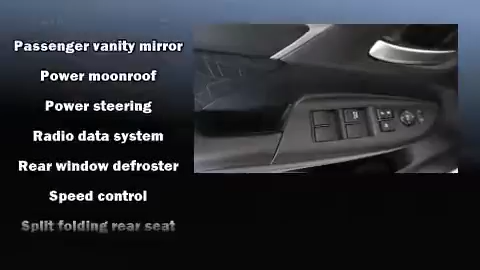 Passenger vanity mirror
Power moonroof
Power steering
Radio data system
Rear window defroster
Speed control
Split folding rear seat